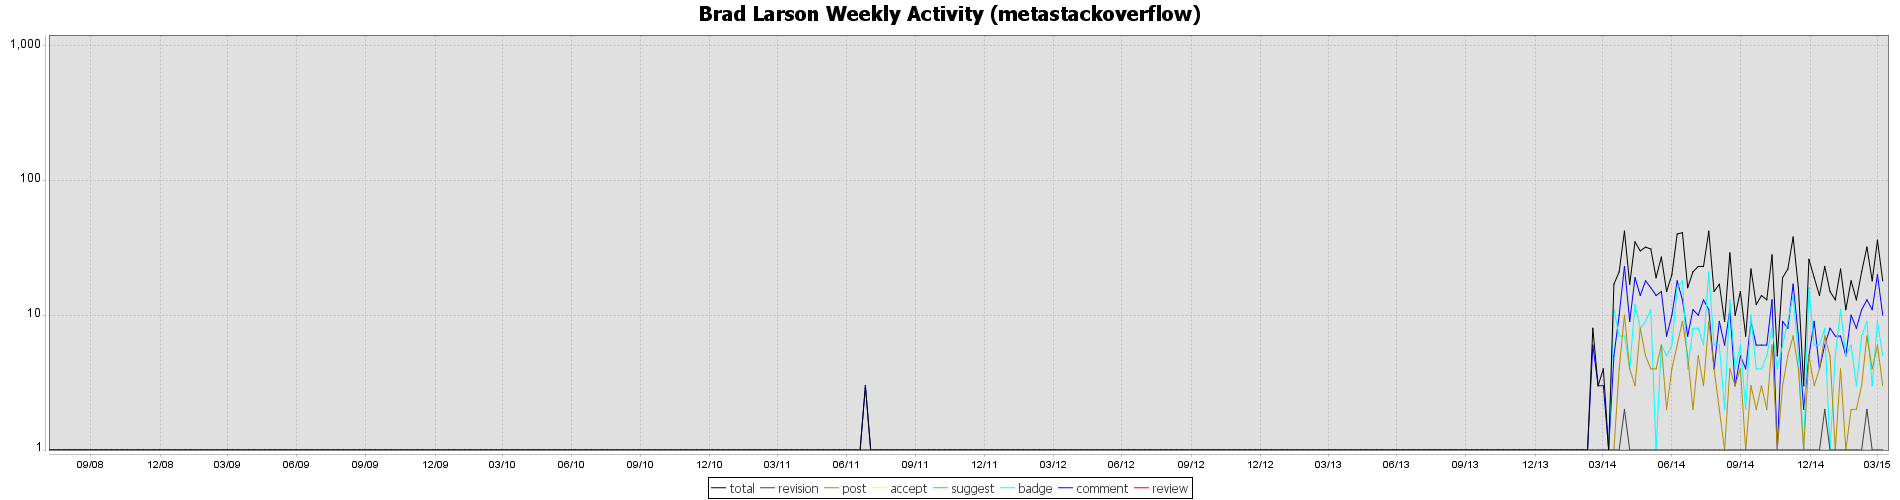 Brad Larson Weekly Activity (metastackoverflow)
1,000
100
10
1
09/08 12/08 03/09 06/09 09/09 12/09 03/10 06/10 09/10 12/10 03/11 06/11 09/11 12/11 03/12 06/12 09/12 12/12 03/13 06/13 09/13 12/13 03/14 06/14 09/14 12/14 03/15
total revision post accept suggest badge comment review